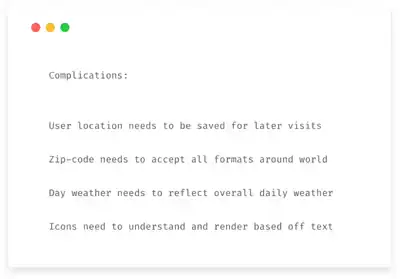 Complications:
User location needs to be saved for later visits
Zip-code needs to accept all formats around world
Day weather needs to reflect overall daily weather
Icons need to understand and render based off text